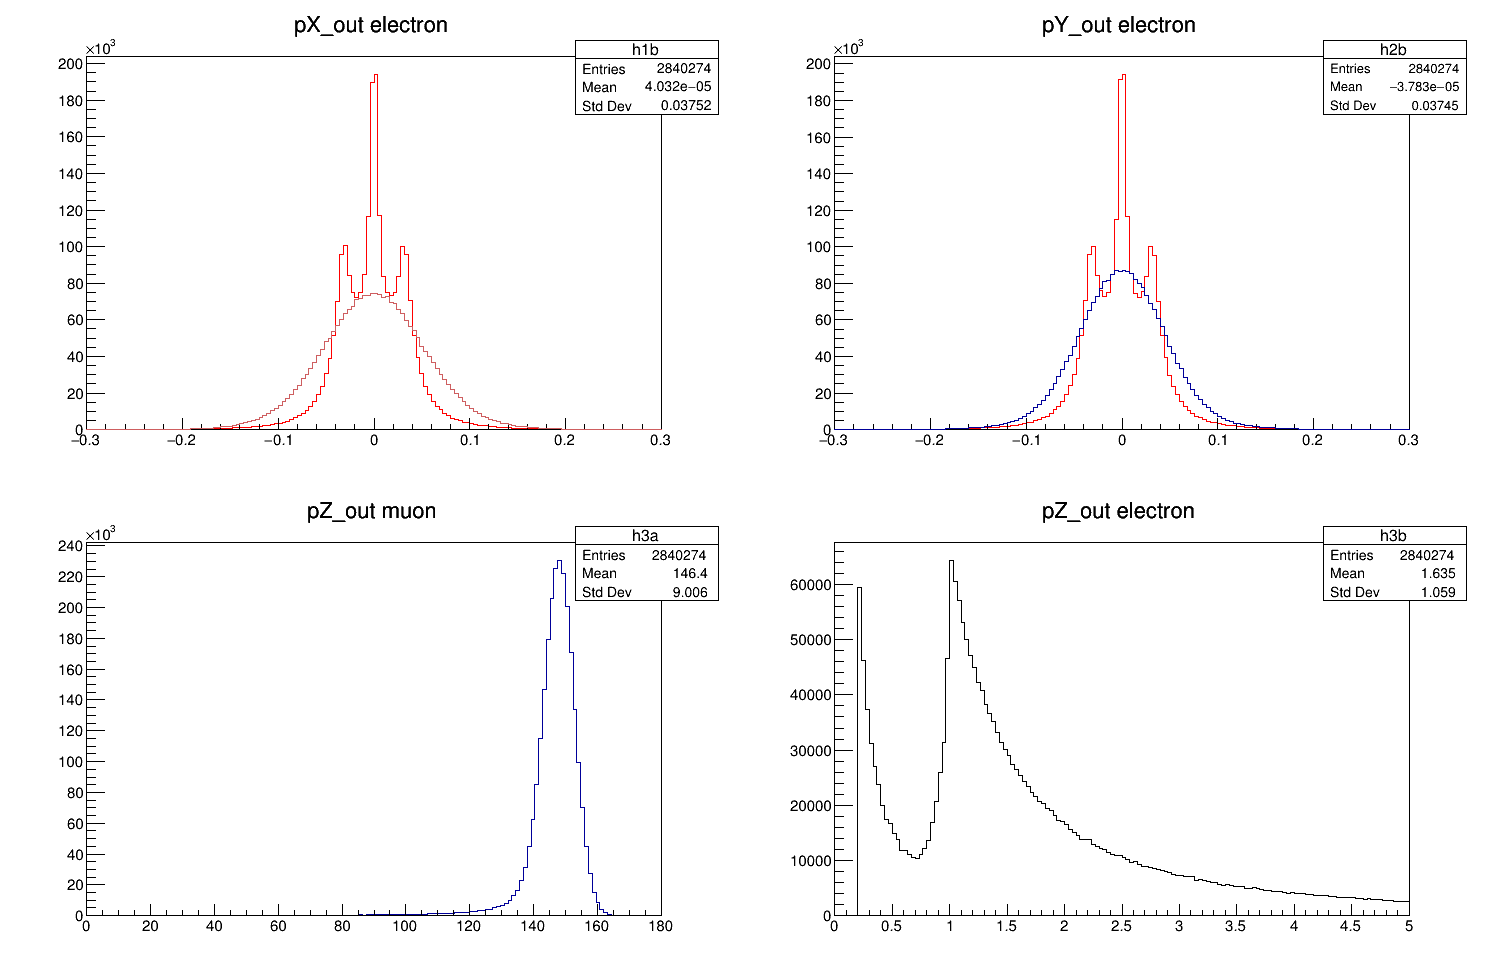 pX_out electron
×10³
h1b
Entries 2840274
Mean 4.032e−05
Std Dev 0.03752
200
180
160
140
120
100
80
60
40
20
0
−0.3 −0.2 −0.1 0 0.1 0.2 0.3
pY_out electron
×10³
h2b
Entries 2840274
Mean −3.783e−05
Std Dev 0.03745
200
180
160
140
120
100
80
60
40
20
0
−0.3 −0.2 −0.1 0 0.1 0.2 0.3
pZ_out muon
×10³
h3a
Entries 2840274
Mean 146.4
Std Dev 9.006
240
220
200
180
160
140
120
100
80
60
40
20
0
0 20 40 60 80 100 120 140 160 180
pZ_out electron
h3b
Entries 2840274
Mean 1.635
Std Dev 1.059
60000
50000
40000
30000
20000
10000
0
0 0.5 1 1.5 2 2.5 3 3.5 4 4.5 5